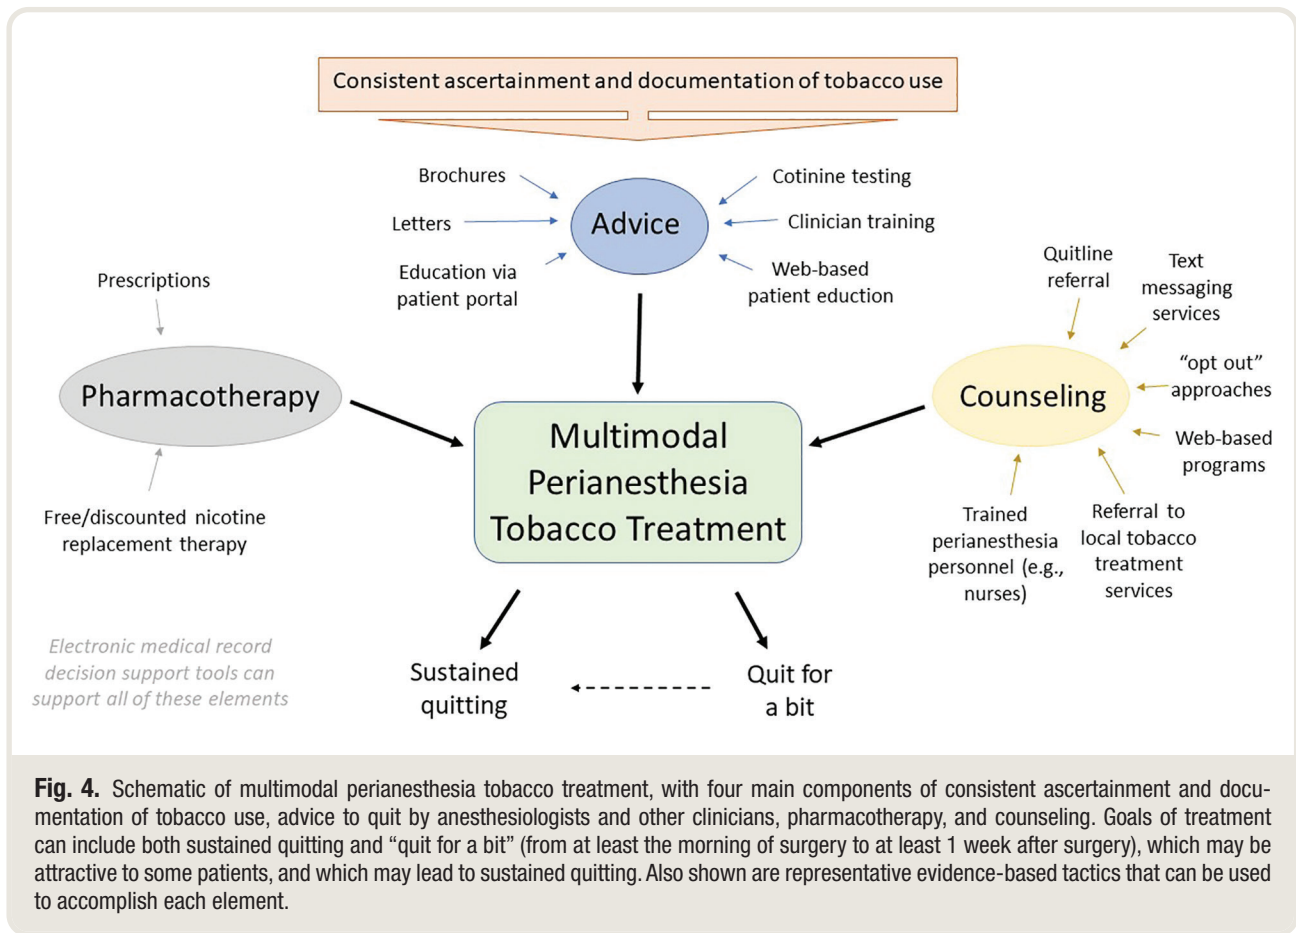 Consistent ascertainment and documentation of tobacco use
Brochures
Letters
Education via
patient portal
Advice
Cotinine testing
Clinician training
Web-based
patient eduction
Prescriptions
Pharmacotherapy
Free/discounted nicotine
replacement therapy
Quitline
referral
Text
messaging
services
“opt out”
approaches
Web-based
programs
Counseling
Trained
perianesthesia
personnel (e.g.,
nurses)
Referral to
local tobacco
treatment
services
Multimodal
Perianesthesia
Tobacco Treatment
Electronic medical record
decision support tools can
support all of these elements
Sustained
quitting
Quit for
a bit
Fig. 4. Schematic of multimodal perianesthesia tobacco treatment, with four main components of consistent ascertainment and docu-
mentation of tobacco use, advice to quit by anesthesiologists and other clinicians, pharmacotherapy, and counseling. Goals of treatment
can include both sustained quitting and “quit for a bit” (from at least the morning of surgery to at least 1 week after surgery), which may be
attractive to some patients, and which may lead to sustained quitting. Also shown are representative evidence-based tactics that can be used
to accomplish each element.